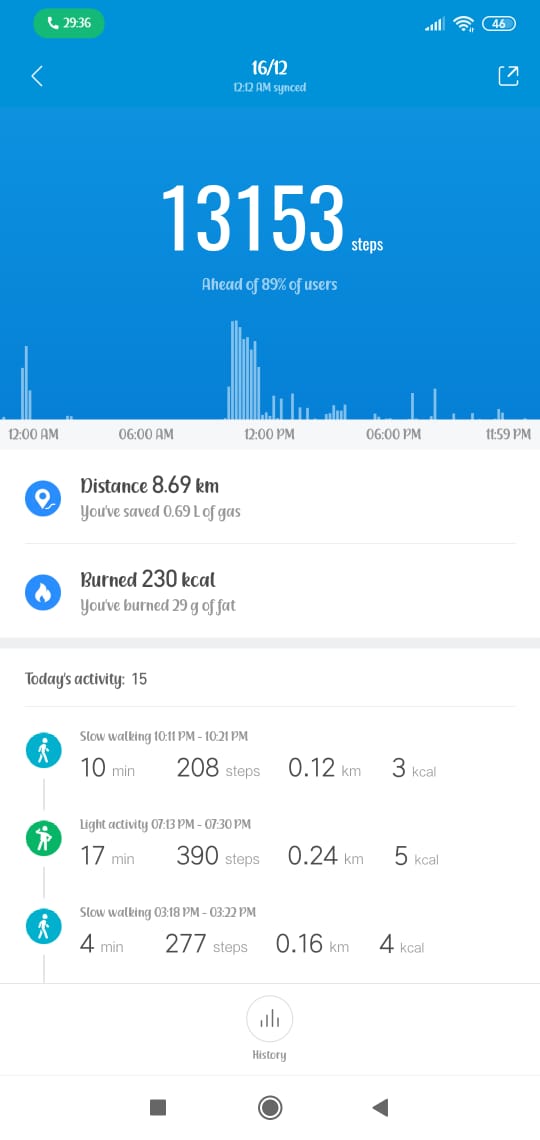 29:36
46
16/12
12:12 AM synced
13153 steps
Ahead of 89% of users
12:00 AM 06:00 AM 12:00 PM 06:00 PM 11:59 PM
Distance 8.69 km
You've saved 0.69 L of gas
Burned 230 kcal
You've burned 29 g of fat
Today's activity: 15
Slow walking 10:11 PM - 10:21 PM
10 min 208 steps 0.12 km 3 kcal
Light activity 07:13 PM - 07:30 PM
17 min 390 steps 0.24 km 5 kcal
Slow walking 03:18 PM - 03:22 PM
4 min 277 steps 0.16 km 4 kcal
History